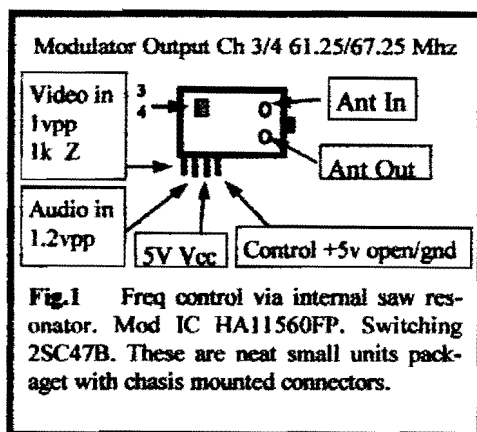 Modulator Output Ch 3/4 61.25/67.25 Mhz
Video in
1vpp
1k Z
3
4
Ant In
Ant Out
Audio in
1.2vpp
5V Vcc
Control +5v open/gnd
Fig.1 Freq control via internal saw res-
onator. Mod IC HA11560FP. Switching
2SC47B. These are neat small units pack-
aget with chasis mounted connectors.